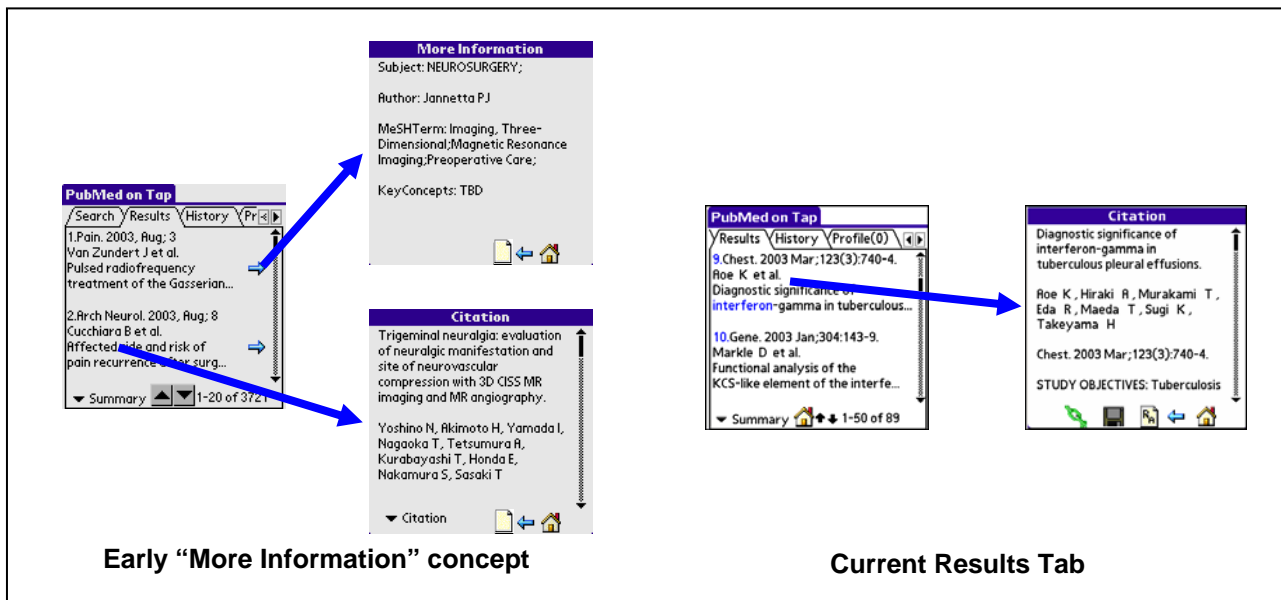 More Information
Subject: NEUROSURGERY;
Author: Jannetta PJ
MeSHTerm: Imaging, Three-
Dimensional;Magnetic Resonance
Imaging;Preoperative Care;
KeyConcepts: TBD
PubMed on Tap
Search Results History Pr
1.Pain. 2003, Aug; 3
Van Zundert J et al.
Pulsed radiofrequency
treatment of the Gasserian...
2.Arch Neurol. 2003, Aug; 8
Cucchiara B et al.
Affected side and risk of
pain recurrence after surg...
Summary 1-20 of 3721
Citation
Trigeminal neuralgia: evaluation
of neuralgic manifestation and
site of neurovascular
compression with 3D CISS MR
imaging and MR angiography.
Yoshino N, Akimoto H, Yamada I,
Nagaoka T, Tetsumura A,
Kurabayashi T, Honda E,
Nakamura S, Sasaki T
Citation
Early “More Information” concept
PubMed on Tap
Results History Profile(0)
9.Chest. 2003 Mar;123(3):740-4.
Aoe K et al.
Diagnostic significance of
interferon-gamma in tuberculous...
10.Gene. 2003 Jan;304:143-9.
Markle D et al.
Functional analysis of the
KCS-like element of the interfe...
Summary 1-50 of 89
Citation
Diagnostic significance of
interferon-gamma in
tuberculous pleural effusions.
Aoe K, Hiraki A, Murakami T,
Eda R, Maeda T, Sugi K,
Takeyama H
Chest. 2003 Mar;123(3):740-4.
STUDY OBJECTIVES: Tuberculosis
Current Results Tab